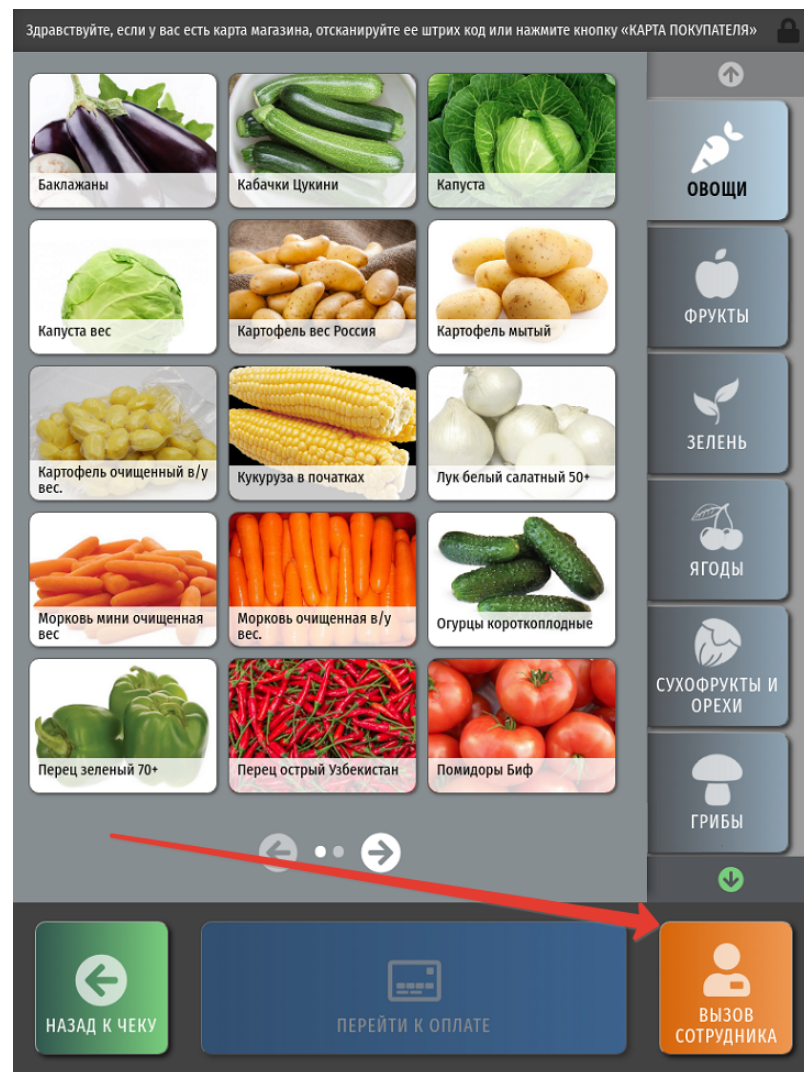 Здравствуйте, если у вас есть карта магазина, отсканируйте ее штрих код или нажмите кнопку «КАРТА ПОКУПАТЕЛЯ»
Баклажаны
Кабачки Цукини
Капуста
ОВОЩИ
Капуста вес
Картофель вес Россия
Картофель мытый
ФРУКТЫ
Картофель очищенный в/у
вес.
Кукуруза в початках
Лук белый салатный 50+
ЗЕЛЕНЬ
Морковь мини очищенная
вес
Морковь очищенная в/у
вес.
Огурцы короткоплодные
ЯГОДЫ
Перец зеленый 70+
Перец острый Узбекистан
Помидоры Биф
СУХОФРУКТЫ И
ОРЕХИ
ГРИБЫ
НАЗАД К ЧЕКУ
ПЕРЕЙТИ К ОПЛАТЕ
ВЫЗОВ
СОТРУДНИКА